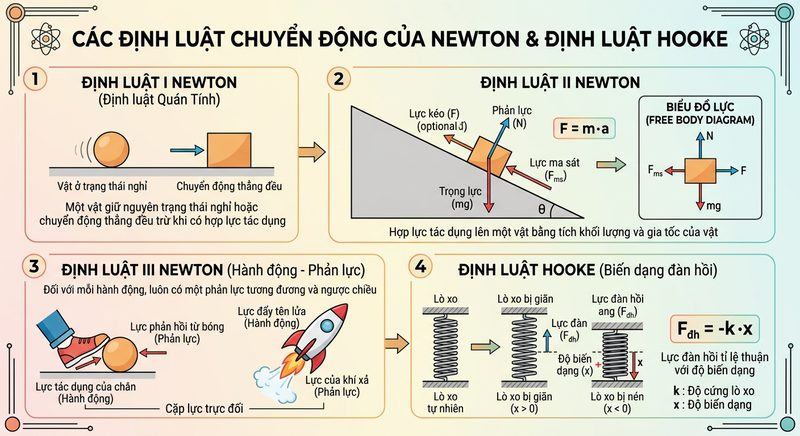 CÁC ĐỊNH LUẬT CHUYỂN ĐỘNG CỦA NEWTON & ĐỊNH LUẬT HOOKE
1
ĐỊNH LUẬT I NEWTON
(Định luật Quán Tính)
Vật ở trạng thái nghỉ
Chuyển động thẳng đều
Một vật giữ nguyên trạng thái nghỉ hoặc
chuyển động thẳng đều trừ khi có hợp lực tác dụng
2
ĐỊNH LUẬT II NEWTON
Lực kéo (F)
Phản lực
(N)
F = m·a
Lực ma sát
(Fms)
Trọng lực
(mg)
θ
BIỂU ĐỒ LỰC
(FREE BODY DIAGRAM)
N
Fms
F
mg
Hợp lực tác dụng lên một vật bằng tích khối lượng và gia tốc của vật
3
ĐỊNH LUẬT III NEWTON (Hành động - Phản lực)
Đối với mỗi hành động, luôn có một phản lực tương đương và ngược chiều
Lực phản hồi từ bóng
(Phản lực)
Lực tác dụng của chân
(Hành động)
Lực đẩy tên lửa
(Hành động)
Lực của khí xả
(Phản lực)
Cặp lực trực đối
4
ĐỊNH LUẬT HOOKE (Biến dạng đàn hồi)
Lò xo
Lò xo
tự nhiên
Lò xo bị giãn
Lực đàn
(Fđh)
Độ biến
dạng (x)
+
Lò xo bị giãn
(x > 0)
Lực đàn hồi
ang (Fđh)
x
Lò xo bị nén
(x < 0)
Fđh = -k·x
Lực đàn hồi tỉ lệ thuận
với độ biến dạng
k : Độ cứng lò xo
x : Độ biến dạng